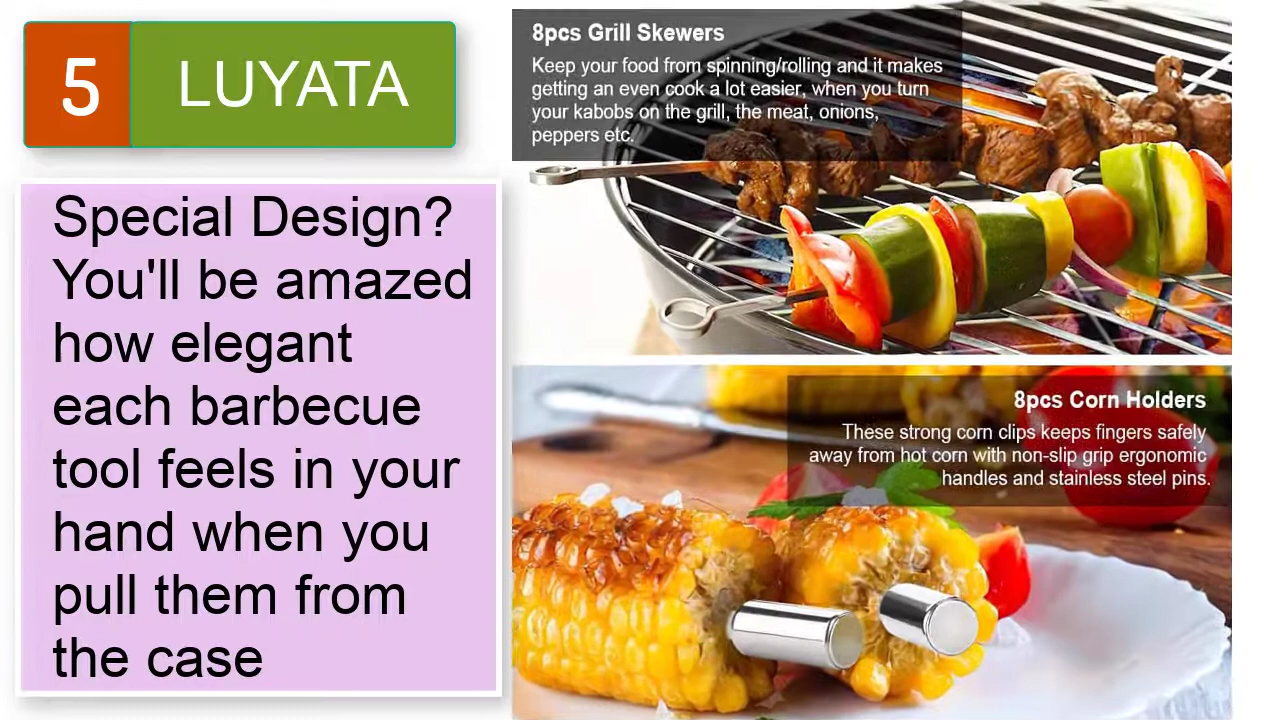 5 LUYATA
Special Design?
You'll be amazed
how elegant
each barbecue
tool feels in your
hand when you
pull them from
the case
8pcs Grill Skewers
Keep your food from spinning/rolling and it makes
getting an even cook a lot easier, when you turn
your kabobs on the grill, the meat, onions,
peppers etc.
8pcs Corn Holders
These strong corn clips keeps fingers safely
away from hot corn with non-slip grip ergonomic
handles and stainless steel pins.